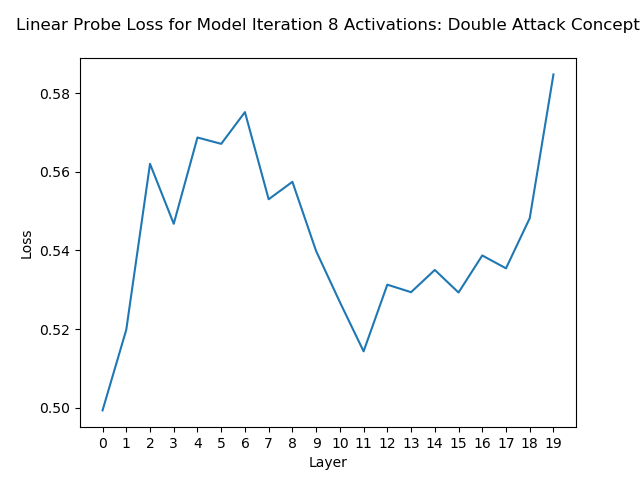 Linear Probe Loss for Model Iteration 8 Activations: Double Attack Concept
0.58
0.56
0.54
0.52
0.50
Loss
0 1 2 3 4 5 6 7 8 9 10 11 12 13 14 15 16 17 18 19
Layer